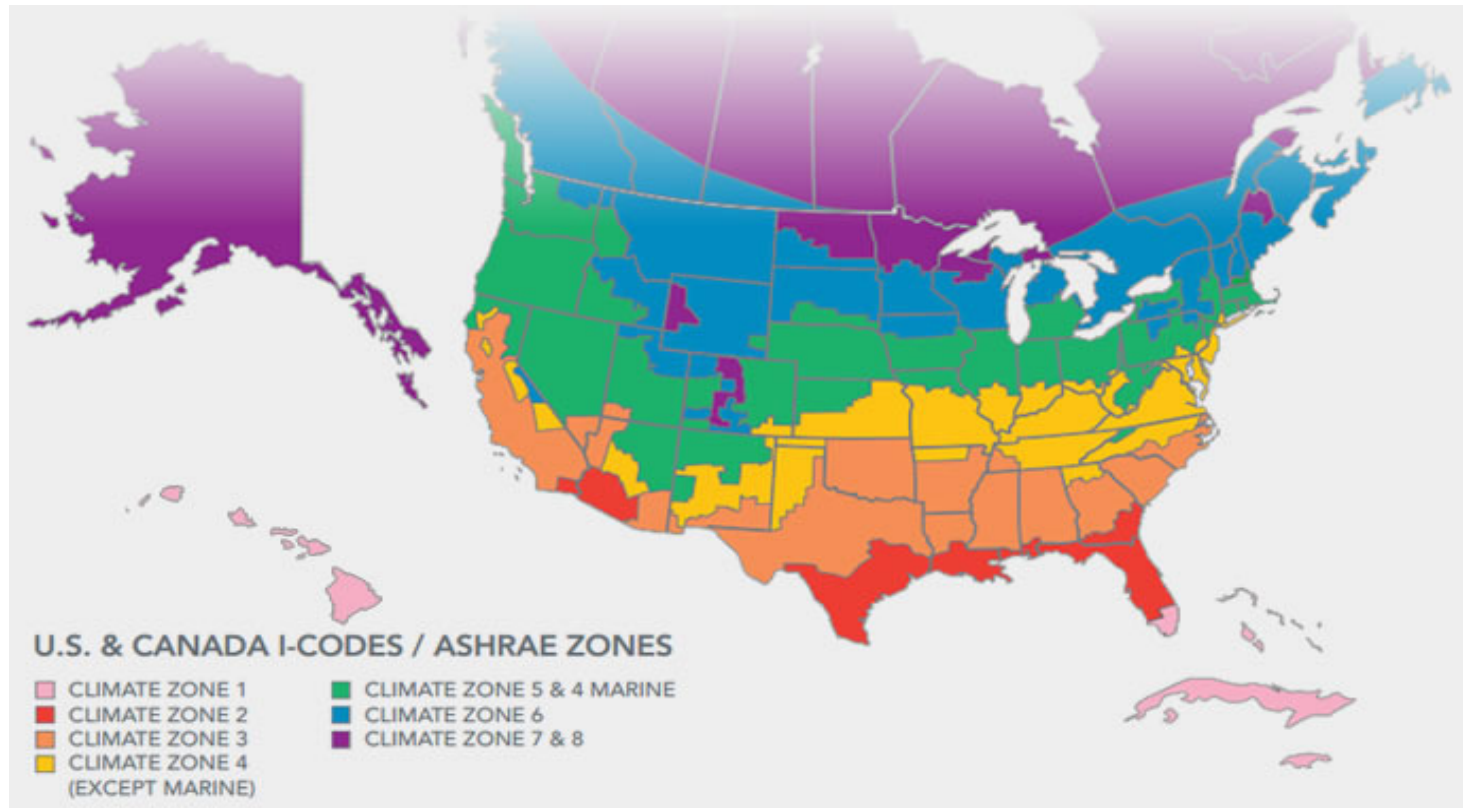 U.S. & CANADA I-CODES / ASHRAE ZONES
CLIMATE ZONE 1
CLIMATE ZONE 2
CLIMATE ZONE 3
CLIMATE ZONE 4
(EXCEPT MARINE)
CLIMATE ZONE 5 & 4 MARINE
CLIMATE ZONE 6
CLIMATE ZONE 7 & 8